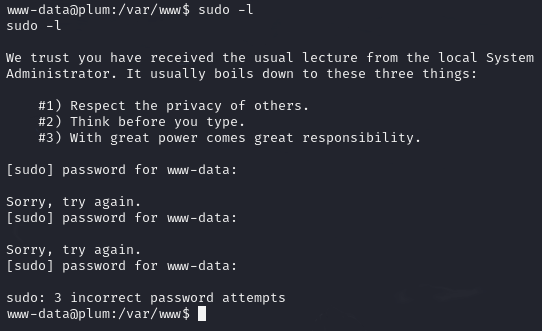 www-data@plum:/var/www$ sudo -l
sudo -l
We trust you have received the usual lecture from the local System
Administrator. It usually boils down to these three things:
#1) Respect the privacy of others.
#2) Think before you type.
#3) With great power comes great responsibility.
[sudo] password for www-data:
Sorry, try again.
[sudo] password for www-data:
Sorry, try again.
[sudo] password for www-data:
sudo: 3 incorrect password attempts
www-data@plum:/var/www$